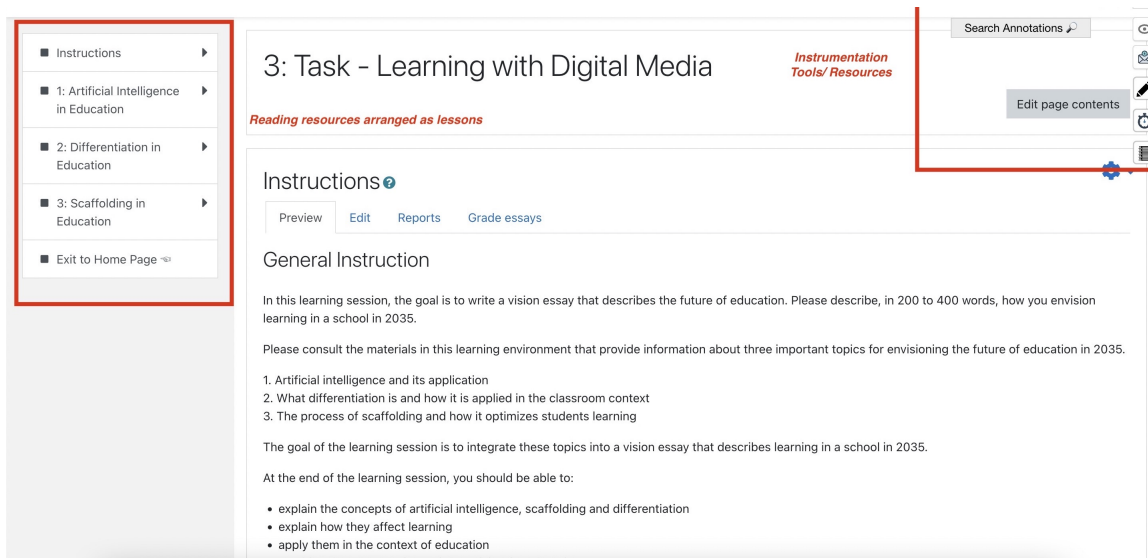 Search Annotations
Instructions
1: Artificial Intelligence
in Education
2: Differentiation in
Education
3: Scaffolding in
Education
Exit to Home Page
3: Task - Learning with Digital Media
Instrumentation
Tools/ Resources
Edit page contents
Reading resources arranged as lessons
Instructions
Preview
Edit
Reports
Grade essays
General Instruction
In this learning session, the goal is to write a vision essay that describes the future of education. Please describe, in 200 to 400 words, how you envision
learning in a school in 2035.
Please consult the materials in this learning environment that provide information about three important topics for envisioning the future of education in 2035.
1. Artificial intelligence and its application
2. What differentiation is and how it is applied in the classroom context
3. The process of scaffolding and how it optimizes students learning
The goal of the learning session is to integrate these topics into a vision essay that describes learning in a school in 2035.
At the end of the learning session, you should be able to:
• explain the concepts of artificial intelligence, scaffolding and differentiation
• explain how they affect learning
• apply them in the context of education